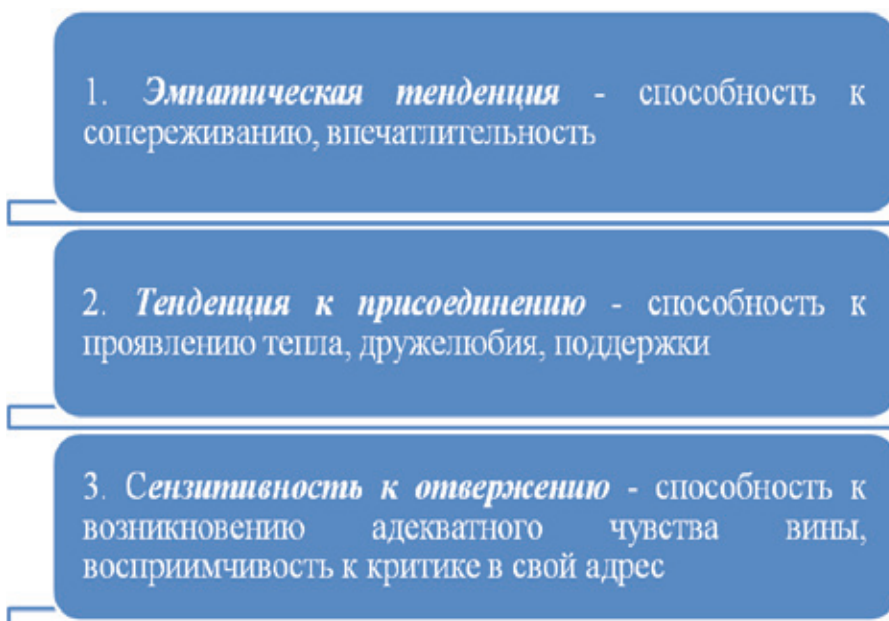 1. Эмпатическая тенденция - способность к
сопереживанию, впечатлительность
2. Тенденция к присоединению - способность к
проявлению тепла, дружелюбия, поддержки
3. Сензитивность к отвержению - способность к
возникновению адекватного чувства вины,
восприимчивость к критике в свой адрес